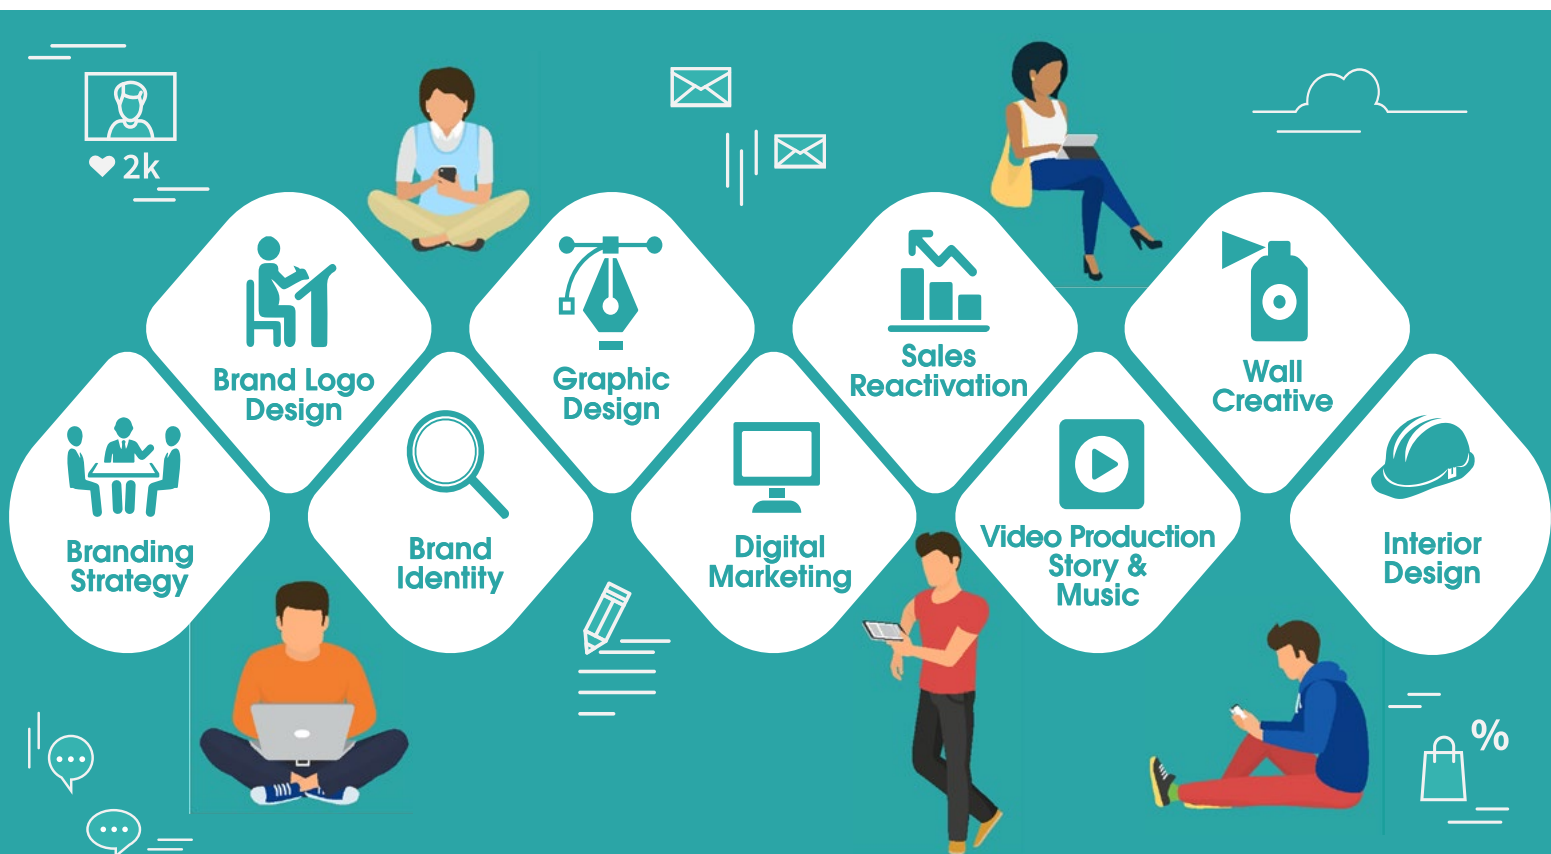 2k
Brand Logo
Design
Graphic
Design
Sales
Reactivation
Wall
Creative
Branding
Strategy
Brand
Identity
Digital
Marketing
Video Production
Story &
Music
Interior
Design
%